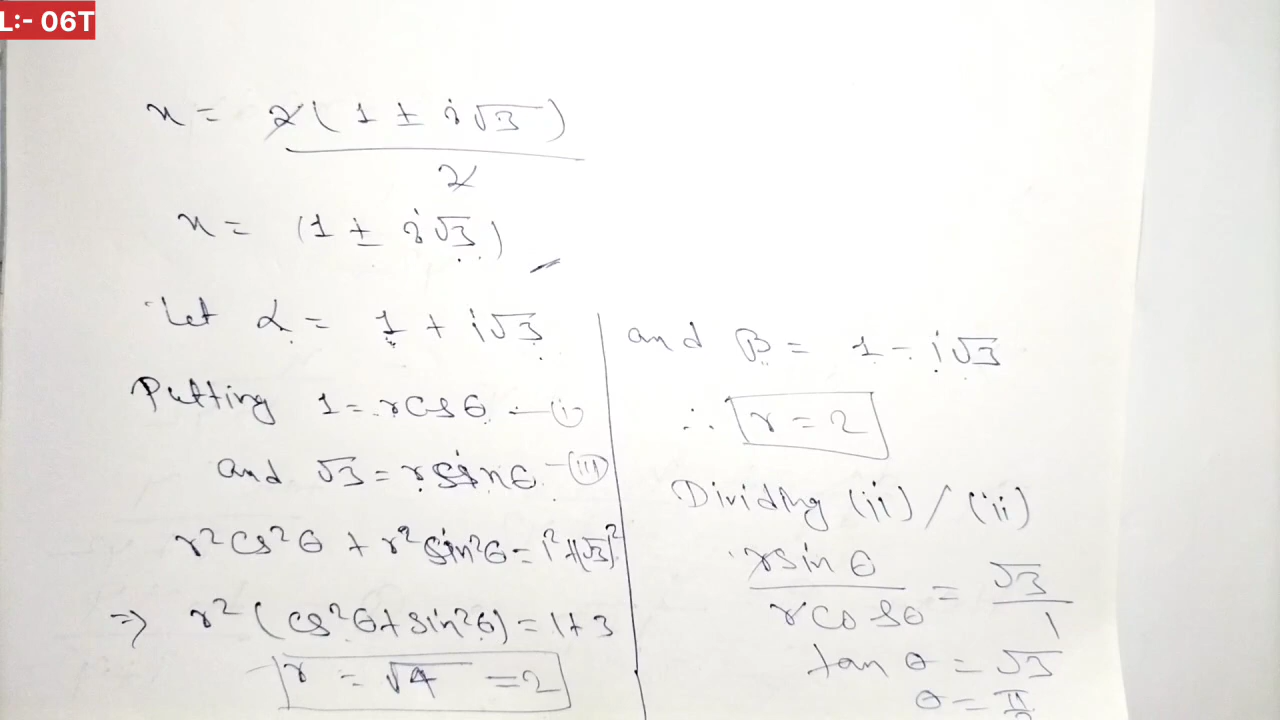 L:- 06T
x = 2(1 ± i√3)
2
x = (1 ± i√3)
Let α = 1 + i√3
Putting 1 = r cos θ — (i)
and √3 = r sin θ — (iii)
r² cos² θ + r² sin² θ = 1² + (√3)²
⇒ r² (cos² θ + sin² θ) = 1 + 3
r = √4 = 2
and β = 1 - i√3
∴ r = 2
Dividing (ii) / (ii)
r sin θ / r cos θ = √3 / 1
tan θ = √3
θ =